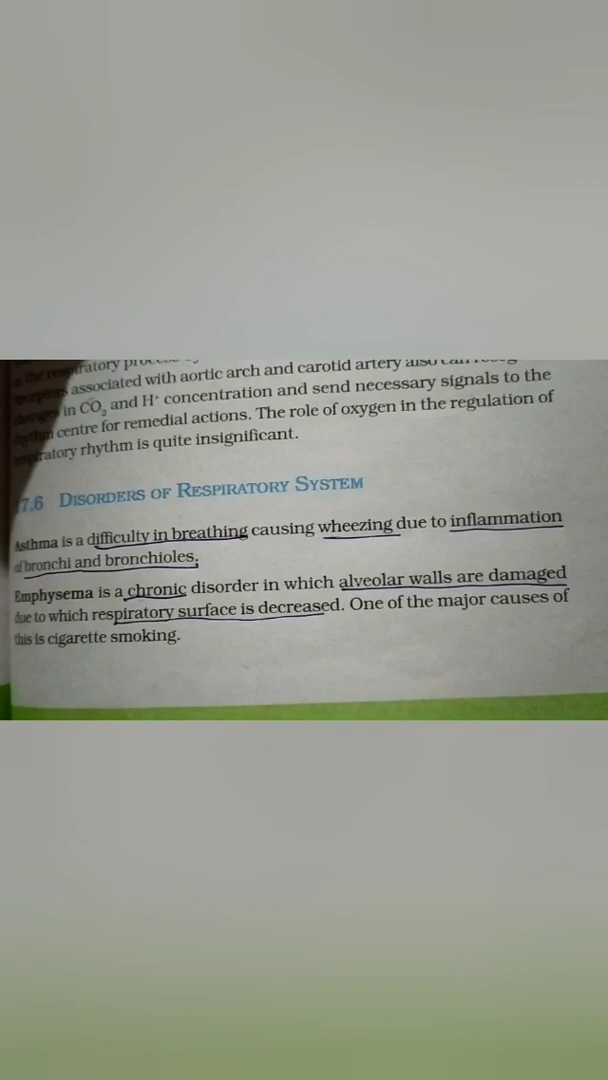 associated with aortic arch and carotid artery also can
in CO₂ and H⁺ concentration and send necessary signals to the
centre for remedial actions. The role of oxygen in the regulation of
rhythm is quite insignificant.
17.6 DISORDERS OF RESPIRATORY SYSTEM
Asthma is a difficulty in breathing causing wheezing due to inflammation
of bronchi and bronchioles.
Emphysema is a chronic disorder in which alveolar walls are damaged
due to which respiratory surface is decreased. One of the major causes of
this is cigarette smoking.